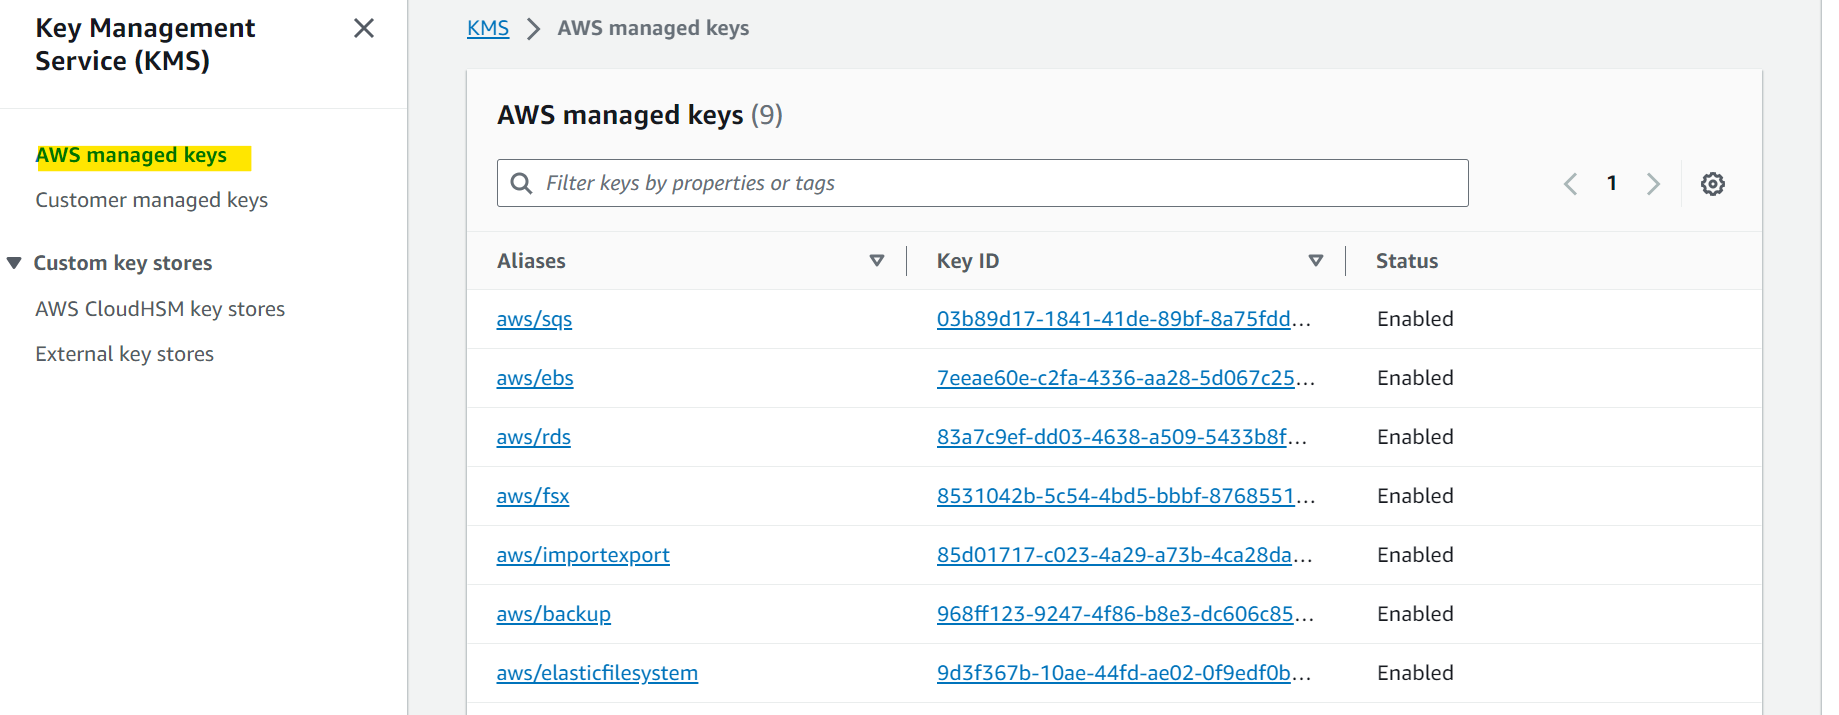 Key Management
Service (KMS)
AWS managed keys
Customer managed keys
Custom key stores
AWS CloudHSM key stores
External key stores
KMS > AWS managed keys
AWS managed keys (9)
Filter keys by properties or tags
1
Aliases Key ID Status
aws/sqs 03b89d17-1841-41de-89bf-8a75fdd... Enabled
aws/ebs 7eeae60e-c2fa-4336-aa28-5d067c25... Enabled
aws/rds 83a7c9ef-dd03-4638-a509-5433b8f... Enabled
aws/fsx 8531042b-5c54-4bd5-bbbf-8768551... Enabled
aws/importexport 85d01717-c023-4a29-a73b-4ca28da... Enabled
aws/backup 968ff123-9247-4f86-b8e3-dc606c85... Enabled
aws/elasticfilesystem 9d3f367b-10ae-44fd-ae02-0f9edf0b... Enabled